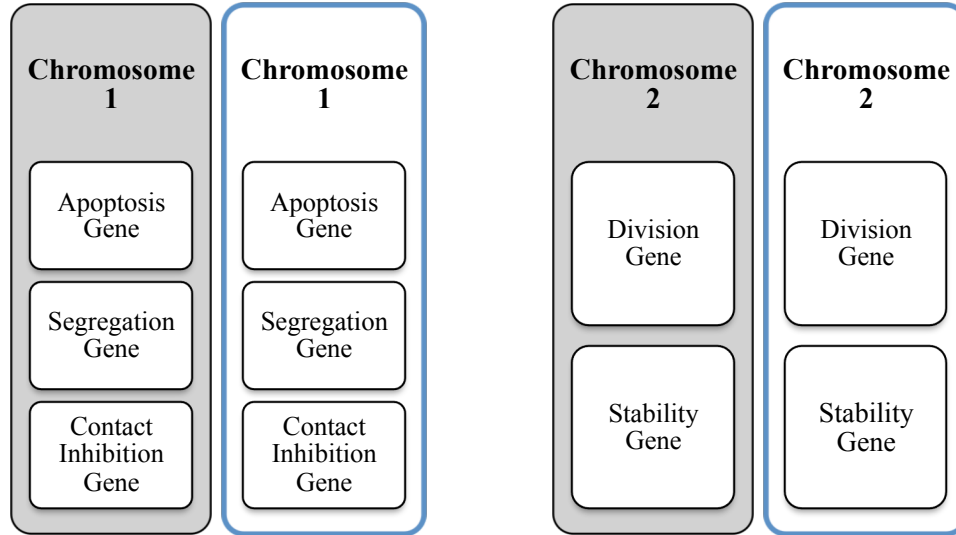 Chromosome
1
Apoptosis
Gene
Segregation
Gene
Contact
Inhibition
Gene
Chromosome
1
Apoptosis
Gene
Segregation
Gene
Contact
Inhibition
Gene
Chromosome
2
Division
Gene
Stability
Gene
Chromosome
2
Division
Gene
Stability
Gene